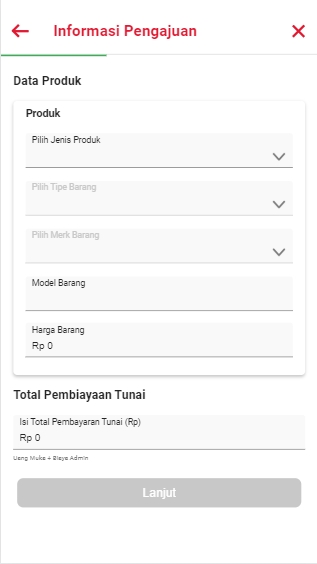 Informasi Pengajuan
Data Produk
Produk
Pilih Jenis Produk
Pilih Tipe Barang
Pilih Merk Barang
Model Barang
Harga Barang
Rp 0
Total Pembiayaan Tunai
Isi Total Pembayaran Tunai (Rp)
Rp 0
Uang Muka + Biaya Admin
Lanjut